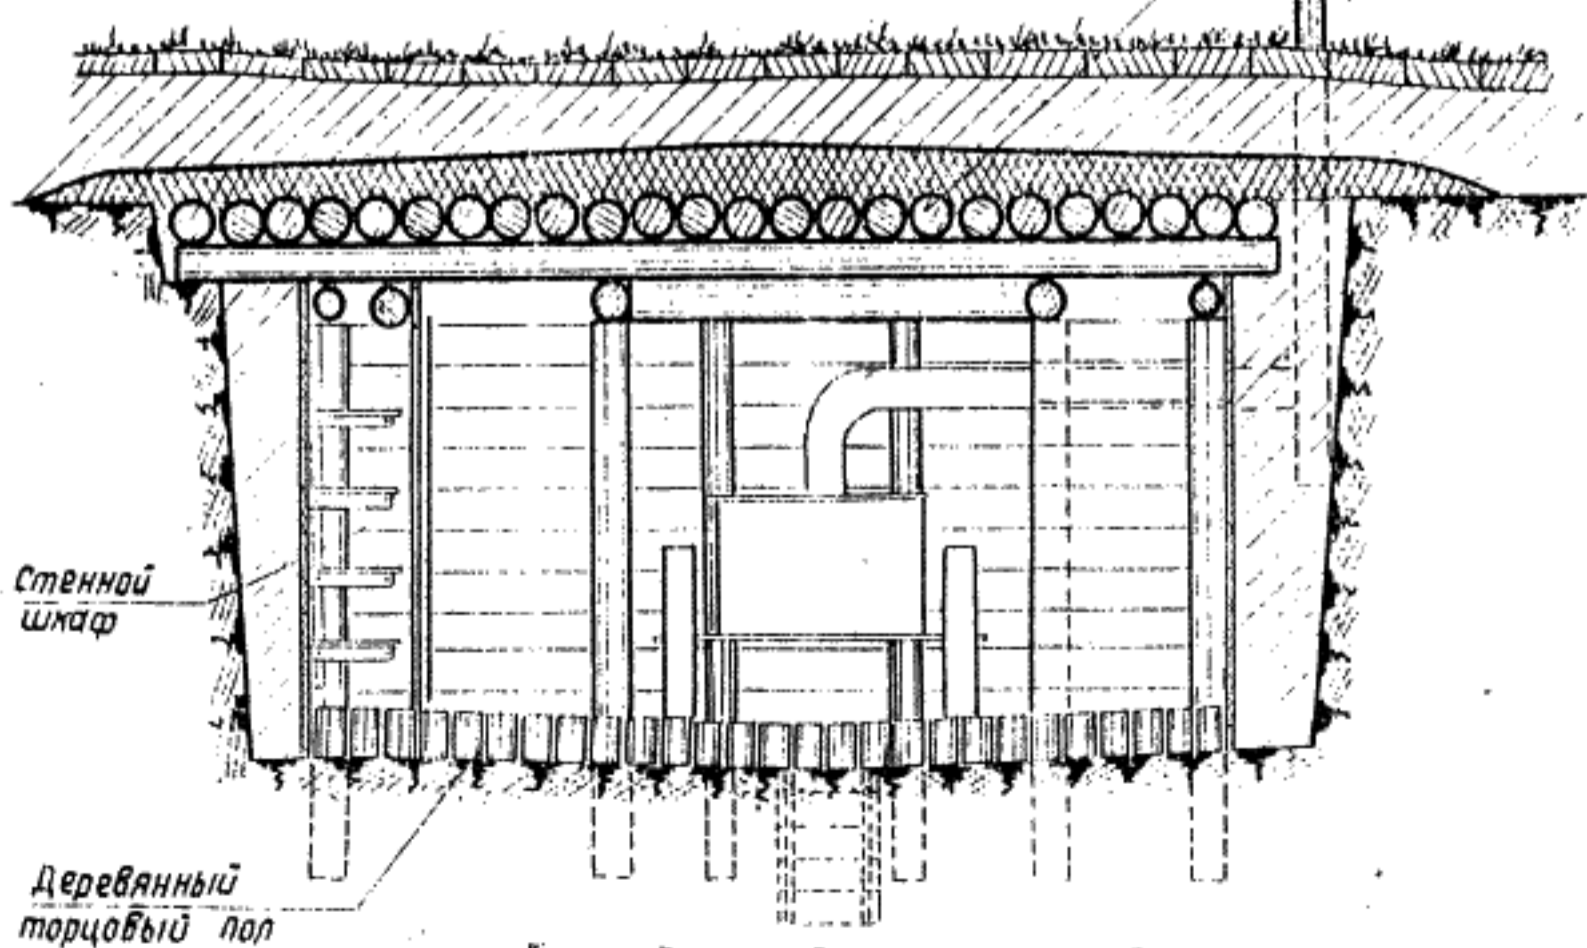 Стенной
шкаф
Деревянный
торцовый пол